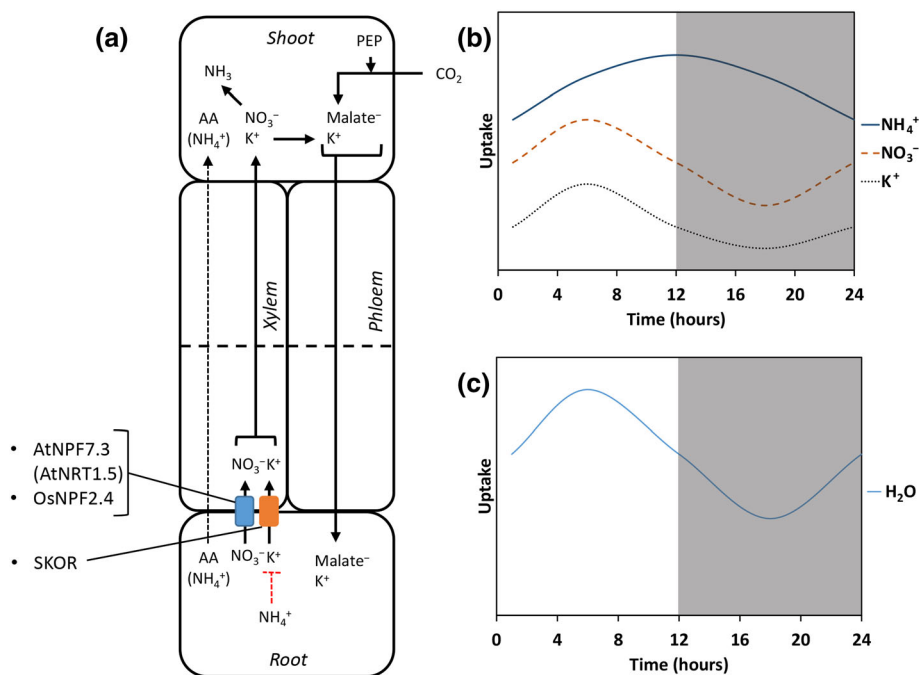 (a)
Shoot
PEP
CO₂
NH₃
AA
(NH₄⁺)
NO₃⁻
K⁺
Malate⁻
K⁺
Xylem
Phloem
• AtNPF7.3
(AtNRT1.5)
• OsNPF2.4
• SKOR
NO₃⁻K⁺
AA
(NH₄⁺)
NO₃⁻K⁺
Malate⁻
K⁺
NH₄⁺
Root
(b)
Uptake
NH₄⁺
NO₃⁻
K⁺
0 4 8 12 16 20 24
Time (hours)
(c)
Uptake
H₂O
0 4 8 12 16 20 24
Time (hours)